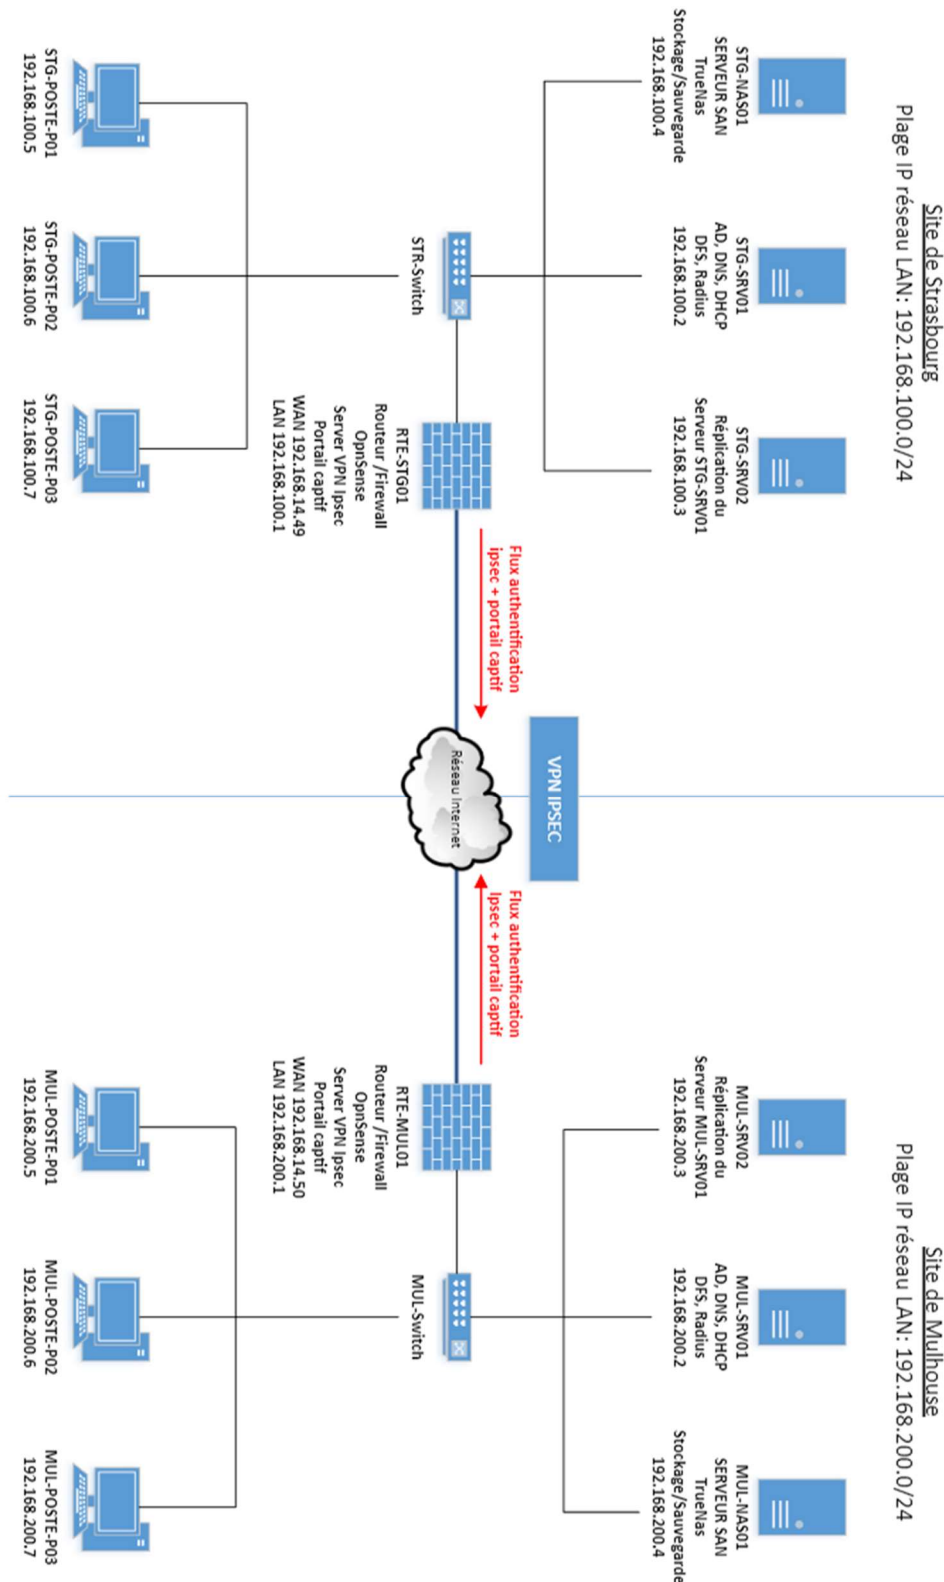 Site de Strasbourg
Plage IP réseau LAN: 192.168.100.0/24
STG-NAS01
SERVEUR SAN
TrueNas
Stockage/Sauvegarde
192.168.100.4
STG-SRV01
AD, DNS, DHCP
DFS, Radius
192.168.100.2
STG-SRV02
Réplication du
Serveur STG-SRV01
192.168.100.3
STR-Switch
RTE-STG01
Routeur /Firewall
OpnSense
Server VPN Ipsec
Portail captif
WAN 192.168.14.49
LAN 192.168.100.1
STG-POSTE-P01
192.168.100.5
STG-POSTE-P02
192.168.100.6
STG-POSTE-P03
192.168.100.7
Flux authentification
ipsec + portail captif
VPN IPSEC
Réseau Internet
Flux authentification
Ipsec + portail captif
Site de Mulhouse
Plage IP réseau LAN: 192.168.200.0/24
MUL-SRV02
Réplication du
Serveur MUL-SRV01
192.168.200.3
MUL-SRV01
AD, DNS, DHCP
DFS, Radius
192.168.200.2
MUL-NAS01
SERVEUR SAN
TrueNas
Stockage/Sauvegarde
192.168.200.4
RTE-MUL01
Routeur /Firewall
OpnSense
Server VPN Ipsec
Portail captif
WAN 192.168.14.50
LAN 192.168.200.1
MUL-Switch
MUL-POSTE-P01
192.168.200.5
MUL-POSTE-P02
192.168.200.6
MUL-POSTE-P03
192.168.200.7